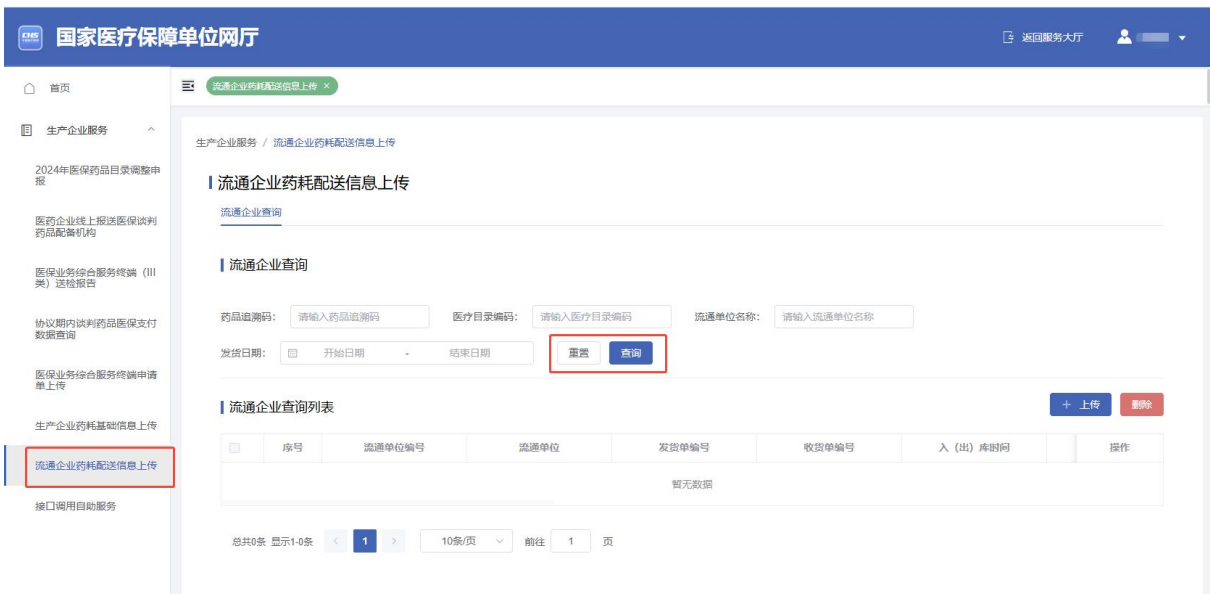 CHS 国家医疗保障单位网厅
返回服务大厅
首页
流通企业药耗配送信息上传 ×
生产企业服务
2024年医保药品目录调整申
报
医药企业线上报送医保谈判
药品配备机构
医保业务综合服务终端（III
类）送检报告
协议期内谈判药品医保支付
数据查询
医保业务综合服务终端申请
单上传
生产企业药耗基础信息上传
流通企业药耗配送信息上传
接口调用自助服务
生产企业服务 / 流通企业药耗配送信息上传
流通企业药耗配送信息上传
流通企业查询
流通企业查询
药品追溯码： 请输入药品追溯码 医疗目录编码： 请输入医疗目录编码 流通单位名称： 请输入流通单位名称
发货日期： 开始日期 - 结束日期 重置 查询
流通企业查询列表 + 上传 删除
序号 流通单位编号 流通单位 发货单编号 收货单编号 入（出）库时间 操作
暂无数据
总共0条 显示1-0条 < 1 > 10条/页 前往 1 页